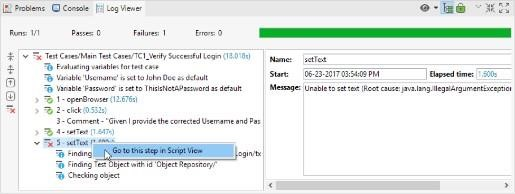 Problems Console Log Viewer
Runs: 1/1 Passes: 0 Failures: 1 Errors: 0
Test Cases/Main Test Cases/TC1_Verify Successful Login (18.018s)
Evaluating variables for test case
Variable 'Username' is set to John Doe as default
Variable 'Password' is set to ThisIsNotAPassword as default
1 - openBrowser (12.676s)
2 - click (0.532s)
3 - Comment - "Given I provide the corrected Username and Pas
4 - setText (1.647s)
5 - setText
Go to this step in Script View
Finding Login/tx
Finding Test Object with id 'Object Repository/'
Checking object
Name: setText
Start: 06-23-2017 03:54:09 PM Elapsed time: 1.600s
Message: Unable to set text (Root cause: java.lang.IllegalArgumentException